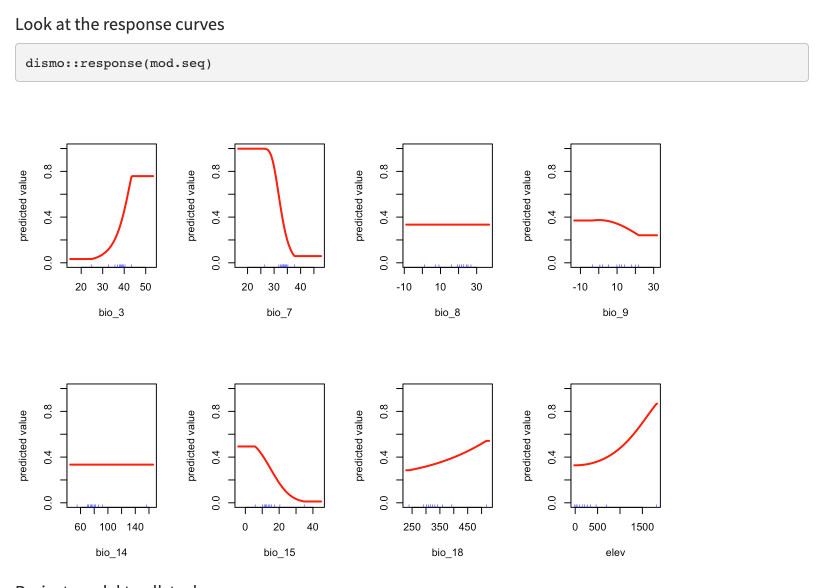 Look at the response curves
dismo::response(mod.seq)
predicted value
0.0 0.4 0.8
20 30 40 50
bio_3
predicted value
0.0 0.4 0.8
20 30 40
bio_7
predicted value
0.0 0.4 0.8
-10 10 30
bio_8
predicted value
0.0 0.4 0.8
-10 10 30
bio_9
predicted value
0.0 0.4 0.8
60 100 140
bio_14
predicted value
0.0 0.4 0.8
0 20 40
bio_15
predicted value
0.0 0.4 0.8
250 350 450
bio_18
predicted value
0.0 0.4 0.8
0 500 1500
elev